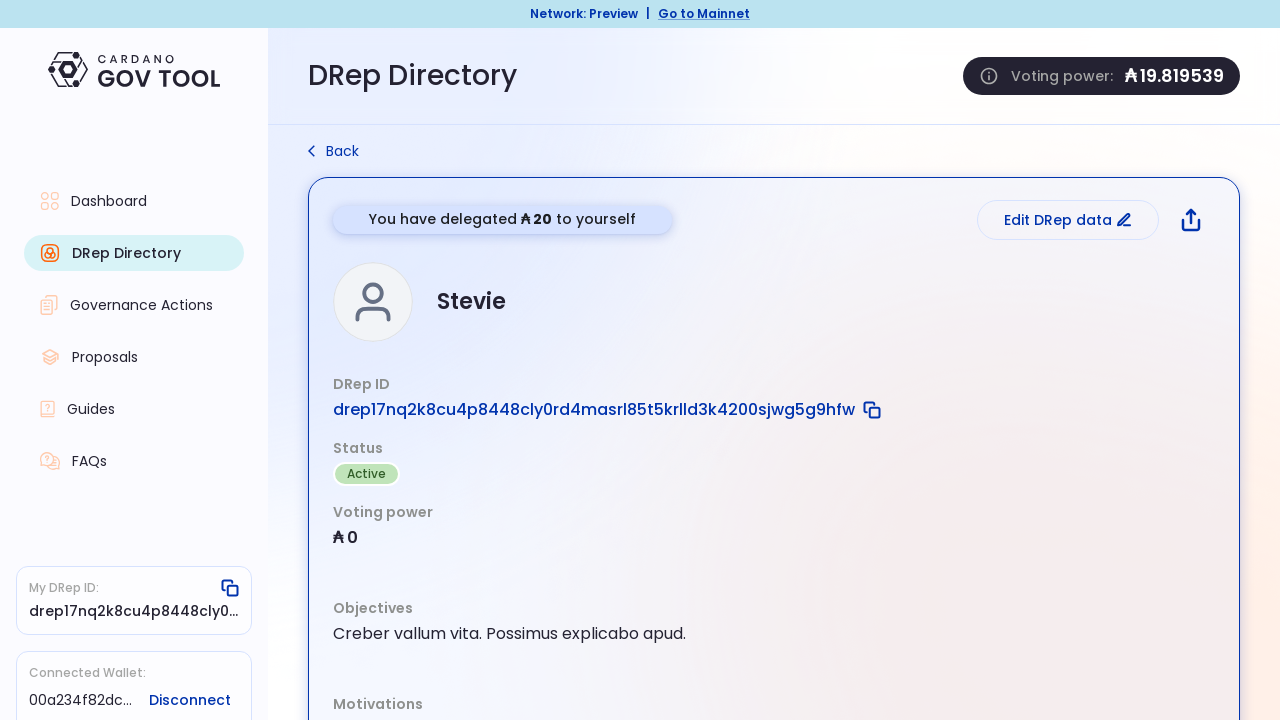 Network: Preview | Go to Mainnet
CARDANO
GOV TOOL
DRep Directory
Voting power: ₳19.819539
Back
Dashboard
DRep Directory
Governance Actions
Proposals
Guides
FAQs
My DRep ID:
drep17nq2k8cu4p8448cly0...
Connected Wallet:
00a234f82dc... Disconnect
You have delegated ₳20 to yourself
Edit DRep data
Stevie
DRep ID
drep17nq2k8cu4p8448cly0rd4masrl85t5krlld3k4200sjwg5g9hfw
Status
Active
Voting power
₳0
Objectives
Creber vallum vita. Possimus explicabo apud.
Motivations